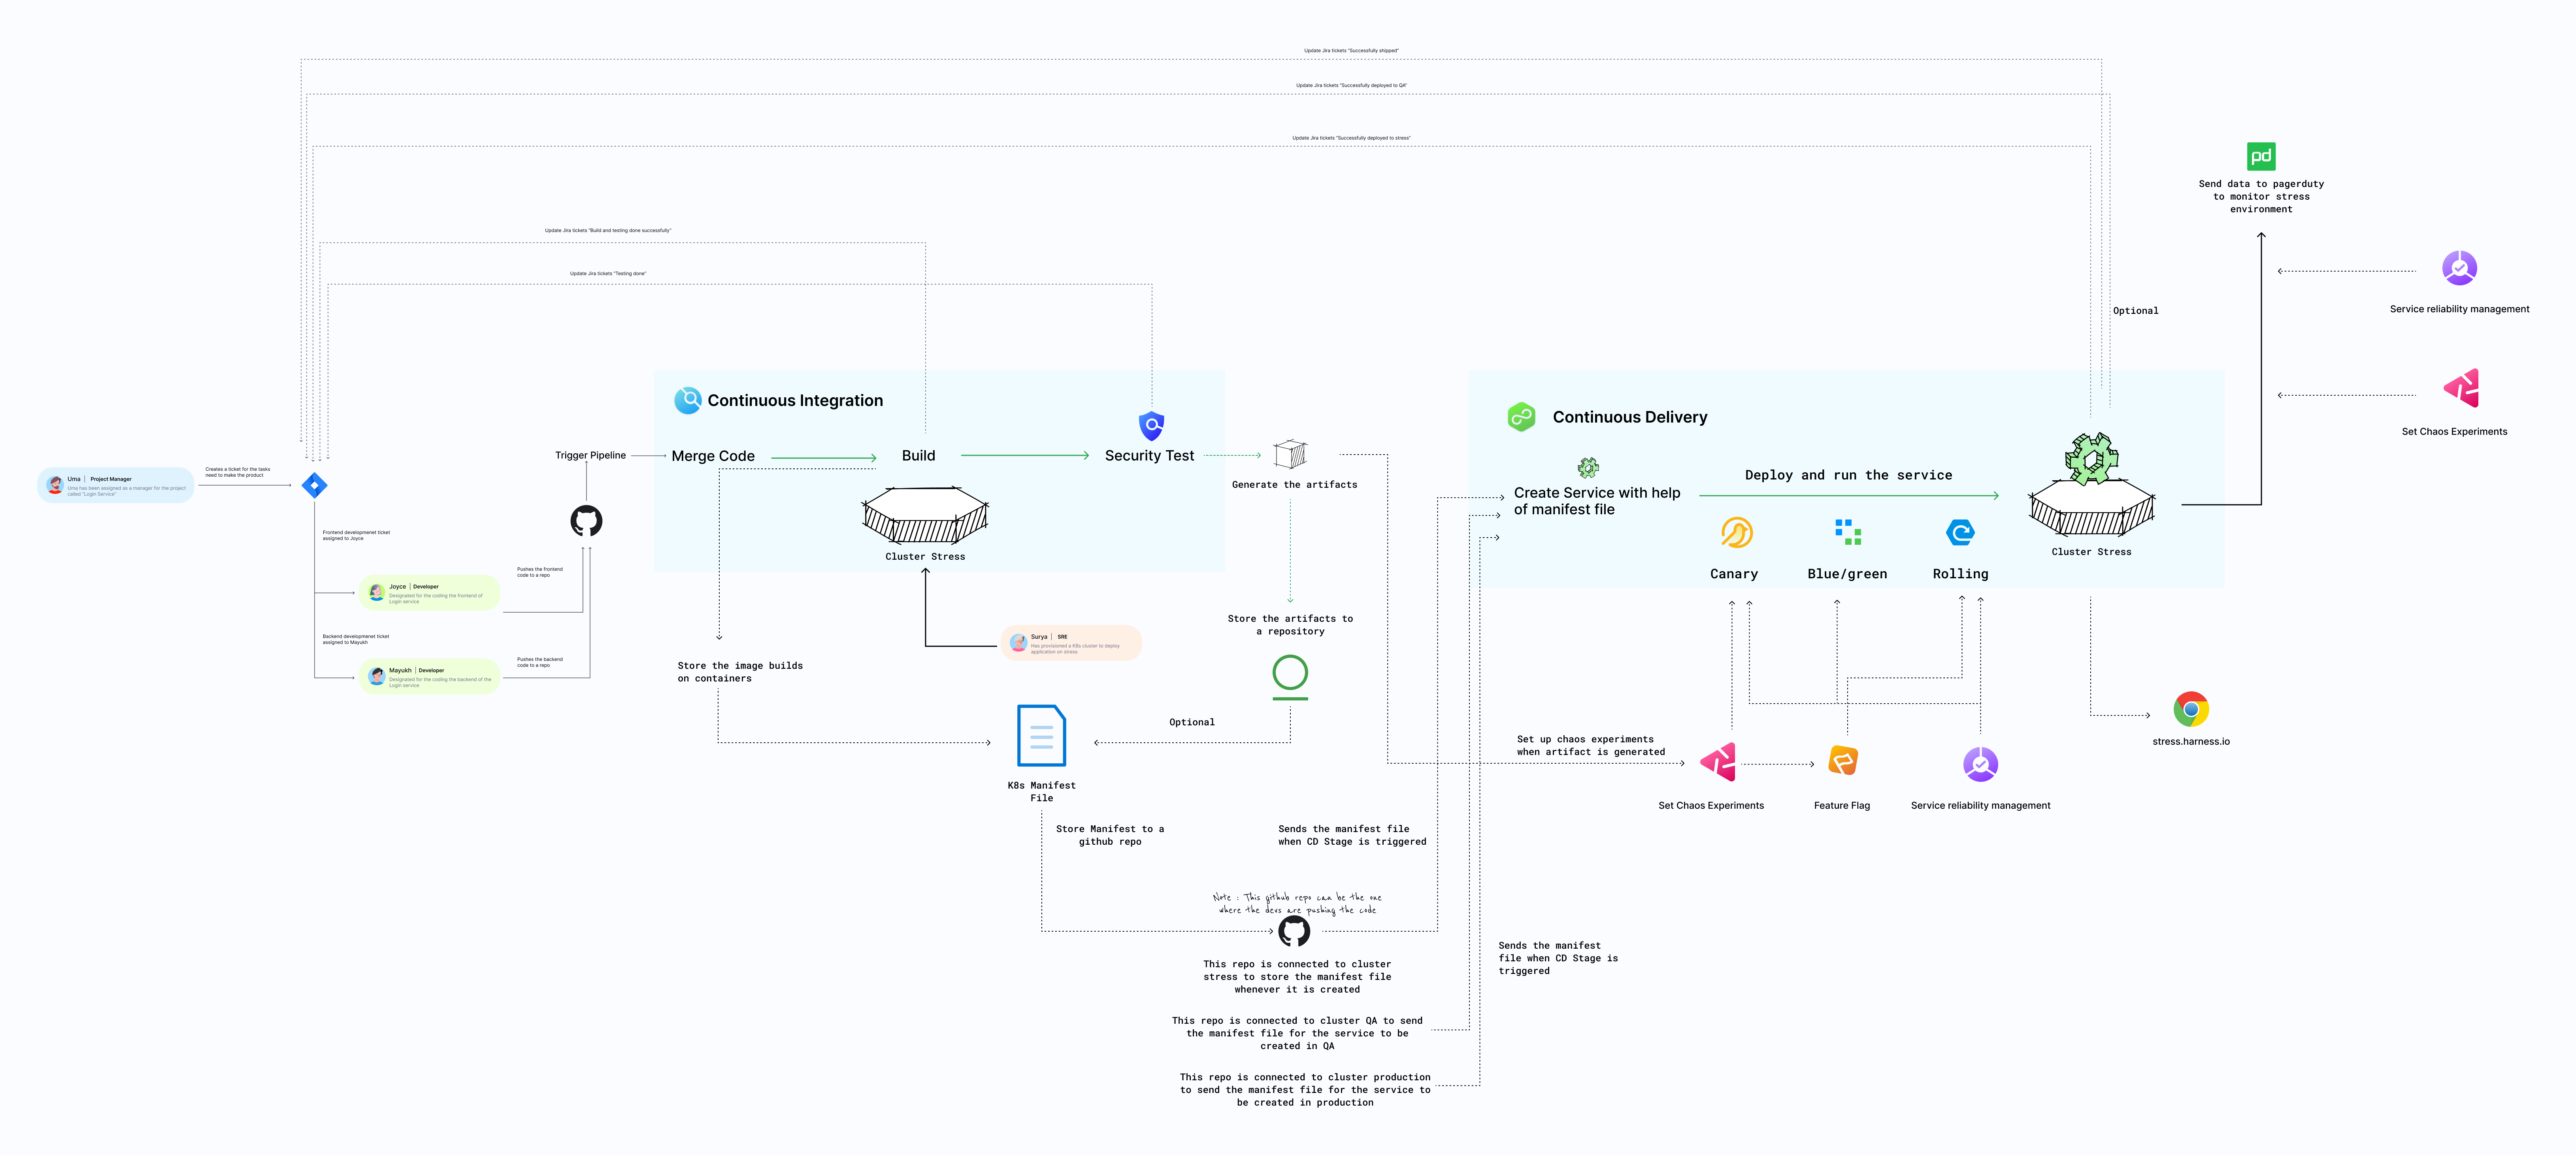 Update Jira tickets "Successfully shipped"
Update Jira tickets "Successfully deployed to QA"
Update Jira tickets "Successfully deployed to stress"
pd
Send data to pagerduty
to monitor stress
environment
Update Jira tickets "Build and testing done successfully"
Update Jira tickets "Testing done"
Optional
Service reliability management
Set Chaos Experiments
Continuous Integration
Trigger Pipeline
Merge Code
Build
Security Test
Cluster Stress
Generate the artifacts
Continuous Delivery
Create Service with help
of manifest file
Deploy and run the service
Canary
Blue/green
Rolling
Cluster Stress
Uma | Project Manager
Uma has been assigned as a manager for the project
called "Login Service"
Creates a ticket for the tasks
need to make the product
Frontend developmenet ticket
assigned to Joyce
Joyce | Developer
Designated for the coding the frontend of
Login service
Pushes the frontend
code to a repo
Backend developmenet ticket
assigned to Mayukh
Mayukh | Developer
Designated for the coding the backend of the
Login service
Pushes the backend
code to a repo
Surya | SRE
Has provisioned a K8s cluster to deploy
application on stress
Store the image builds
on containers
Store the artifacts to
a repository
Optional
K8s Manifest
File
Set up chaos experiments
when artifact is generated
Set Chaos Experiments
Feature Flag
Service reliability management
stress.harness.io
Store Manifest to a
github repo
Sends the manifest file
when CD Stage is triggered
Note : This github repo can be the one
where the devs are pushing the code
This repo is connected to cluster
stress to store the manifest file
whenever it is created
Sends the manifest
file when CD Stage is
triggered
This repo is connected to cluster QA to send
the manifest file for the service to be
created in QA
This repo is connected to cluster production
to send the manifest file for the service to
be created in production